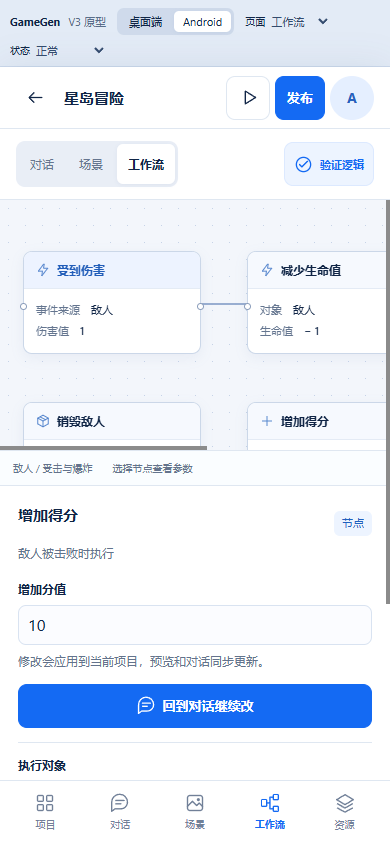 GameGen V3 原型 桌面端 Android 页面 工作流
状态 正常
星岛冒险 发布 A
对话 场景 工作流 验证逻辑
受到伤害 减少生命值
事件来源 敌人 对象 敌人
伤害值 1 生命值 −1
销毁敌人 增加得分
敌人 / 受击与爆炸 选择节点查看参数
增加得分 节点
敌人被击败时执行
增加分值
10
修改会应用到当前项目，预览和对话同步更新。
回到对话继续改
执行对象
项目 对话 场景 工作流 资源